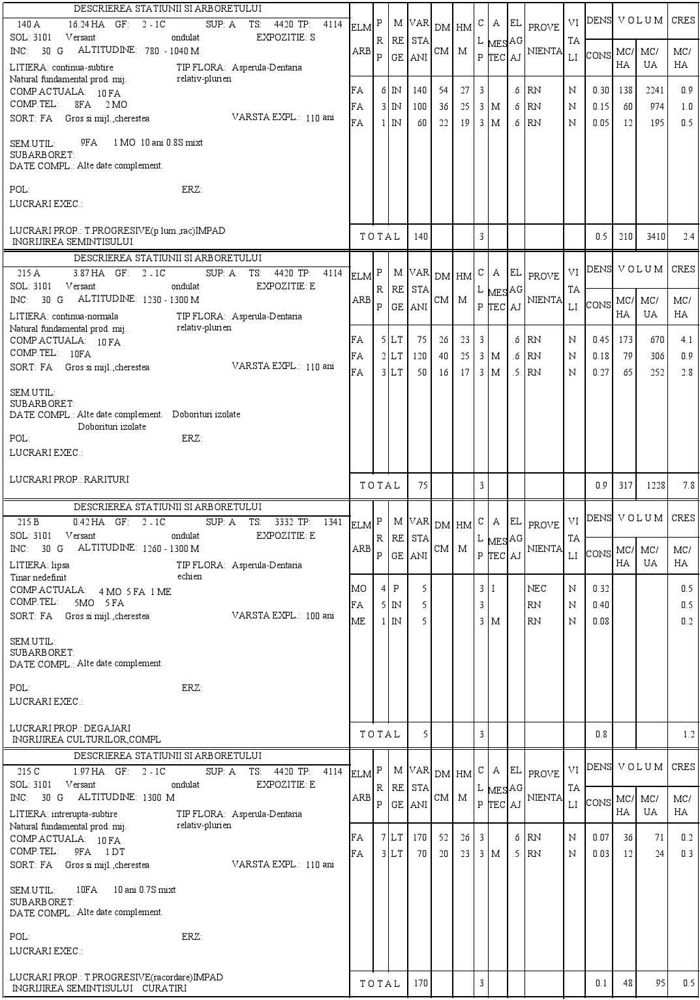 DESCRIEREA STATIUNII SI ARBORETULUI
140 A 16.24 HA GF: 2 - 1C SUP: A TS: 4420 TP: 4114
SOL: 3101 Versant ondulat EXPOZITIE: S
INC: 30 G ALTITUDINE: 780 - 1040 M
LITIERA: continua-subtire TIP FLORA: Asperula-Dentaria
Natural fundamental prod. mij. relativ-plurien
COMP.ACTUALA: 10 FA
COMP.TEL: 8FA 2 MO
SORT: FA Gros si mijl.,cherestea VARSTA EXPL.: 110 ani
SEM.UTIL: 9FA 1 MO 10 ani 0.8S mixt
SUBARBORET:
DATE COMPL.: Alte date complement.
POL: ERZ:
LUCRARI EXEC.:
LUCRARI PROP.: T.PROGRESIVE(p lum.,rac)IMPAD
INGRIJIREA SEMINTISULUI
ELM P M VAR DM HM C A EL PROVE VI DENS V O L U M CRES
R RE STA L MES AG TA
ARB P GE ANI CM M P TEC AJ NIENTA LI CONS MC/ MC/ MC/
HA UA HA
FA 6 IN 140 54 27 3 .6 RN N 0.30 138 2241 0.9
FA 3 IN 100 36 25 3 M .6 RN N 0.15 60 974 1.0
FA 1 IN 60 22 19 3 M .6 RN N 0.05 12 195 0.5
T O T A L 140 3 0.5 210 3410 2.4
DESCRIEREA STATIUNII SI ARBORETULUI
215 A 3.87 HA GF: 2 - 1C SUP: A TS: 4420 TP: 4114
SOL: 3101 Versant ondulat EXPOZITIE: E
INC: 30 G ALTITUDINE: 1230 - 1300 M
LITIERA: continua-normala TIP FLORA: Asperula-Dentaria
Natural fundamental prod. mij. relativ-plurien
COMP.ACTUALA: 10 FA
COMP.TEL: 10FA
SORT: FA Gros si mijl.,cherestea VARSTA EXPL.: 110 ani
SEM.UTIL:
SUBARBORET:
DATE COMPL.: Alte date complement. Doborituri izolate
Doborituri izolate
POL: ERZ:
LUCRARI EXEC.:
LUCRARI PROP.: RARITURI
ELM P M VAR DM HM C A EL PROVE VI DENS V O L U M CRES
R RE STA L MES AG TA
ARB P GE ANI CM M P TEC AJ NIENTA LI CONS MC/ MC/ MC/
HA UA HA
FA 5 LT 75 26 23 3 .6 RN N 0.45 173 670 4.1
FA 2 LT 120 40 25 3 M .6 RN N 0.18 79 306 0.9
FA 3 LT 50 16 17 3 M .5 RN N 0.27 65 252 2.8
T O T A L 75 3 0.9 317 1228 7.8
DESCRIEREA STATIUNII SI ARBORETULUI
215 B 0.42 HA GF: 2 - 1C SUP: A TS: 3332 TP: 1341
SOL: 3101 Versant ondulat EXPOZITIE: E
INC: 30 G ALTITUDINE: 1260 - 1300 M
LITIERA: lipsa TIP FLORA: Asperula-Dentaria
Tinar nedefinit echien
COMP.ACTUALA: 4 MO 5 FA 1 ME
COMP.TEL: 5MO 5 FA
SORT: FA Gros si mijl.,cherestea VARSTA EXPL.: 100 ani
SEM.UTIL:
SUBARBORET:
DATE COMPL.: Alte date complement.
POL: ERZ:
LUCRARI EXEC.:
LUCRARI PROP.: DEGAJARI
INGRIJIREA CULTURILOR,COMPL
ELM P M VAR DM HM C A EL PROVE VI DENS V O L U M CRES
R RE STA L MES AG TA
ARB P GE ANI CM M P TEC AJ NIENTA LI CONS MC/ MC/ MC/
HA UA HA
MO 4 P 5 3 I NEC N 0.32 0.5
FA 5 IN 5 3 RN N 0.40 0.5
ME 1 IN 5 3 M RN N 0.08 0.2
T O T A L 5 3 0.8 1.2
DESCRIEREA STATIUNII SI ARBORETULUI
215 C 1.97 HA GF: 2 - 1C SUP: A TS: 4420 TP: 4114
SOL: 3101 Versant ondulat EXPOZITIE: E
INC: 30 G ALTITUDINE: 1300 M
LITIERA: intrerupta-subtire TIP FLORA: Asperula-Dentaria
Natural fundamental prod. mij. relativ-plurien
COMP.ACTUALA: 10 FA
COMP.TEL: 9FA 1 DT
SORT: FA Gros si mijl.,cherestea VARSTA EXPL.: 110 ani
SEM.UTIL: 10FA 10 ani 0.7S mixt
SUBARBORET:
DATE COMPL.: Alte date complement.
POL: ERZ:
LUCRARI EXEC.:
LUCRARI PROP.: T.PROGRESIVE(racordare)IMPAD
INGRIJIREA SEMINTISULUI CURATIRI
ELM P M VAR DM HM C A EL PROVE VI DENS V O L U M CRES
R RE STA L MES AG TA
ARB P GE ANI CM M P TEC AJ NIENTA LI CONS MC/ MC/ MC/
HA UA HA
FA 7 LT 170 52 26 3 .6 RN N 0.07 36 71 0.2
FA 3 LT 70 20 23 3 M .5 RN N 0.03 12 24 0.3
T O T A L 170 3 0.1 48 95 0.5